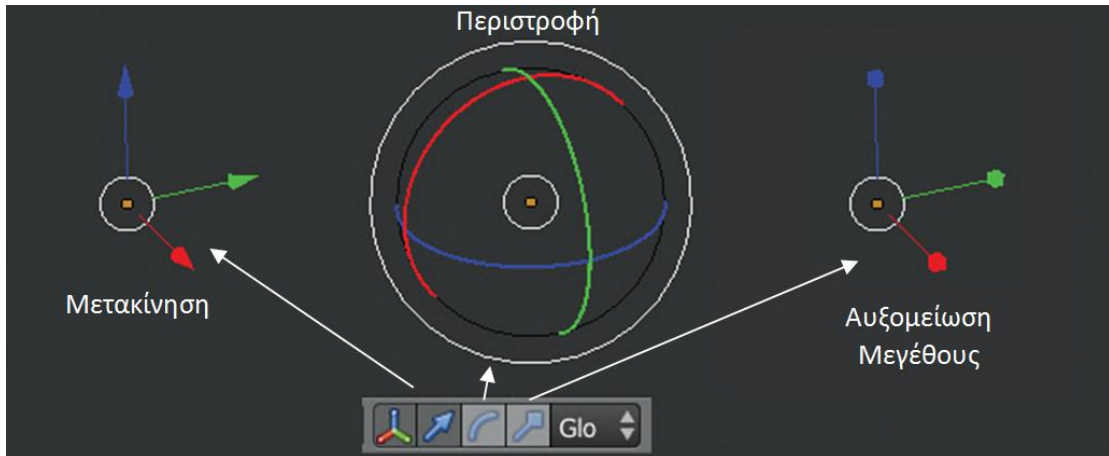 Περιστροφή
Μετακίνηση
Αυξομείωση
Μεγέθους
Glo